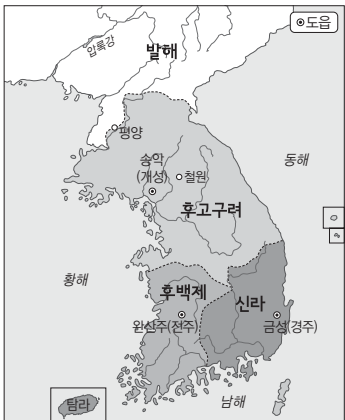 ⊙도읍
압록강
발해
평양
송악
(개성)
철원
동해
후고구려
황해
후백제
신라
완산주(전주)
금성(경주)
탐라
남해